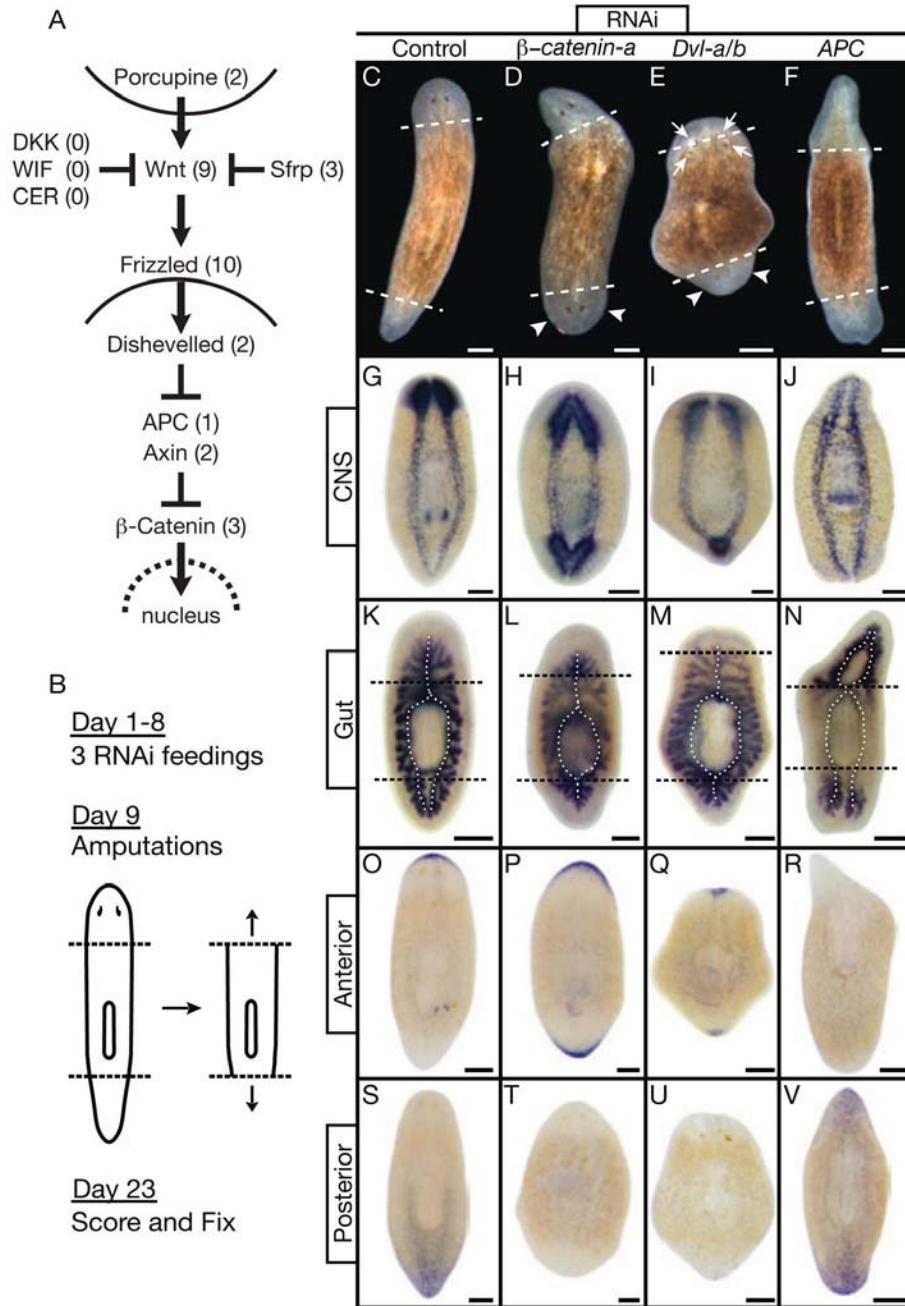 A
Porcupine (2)
DKK (0)
WIF (0)
CER (0)
Wnt (9)
Sfrp (3)
Frizzled (10)
Dishevelled (2)
APC (1)
Axin (2)
β-Catenin (3)
nucleus
B
Day 1-8
3 RNAi feedings
Day 9
Amputations
Day 23
Score and Fix
RNAi
Control β–catenin-a Dvl-a/b APC
C D E F
CNS
G H I J
Gut
K L M N
Anterior
O P Q R
Posterior
S T U V